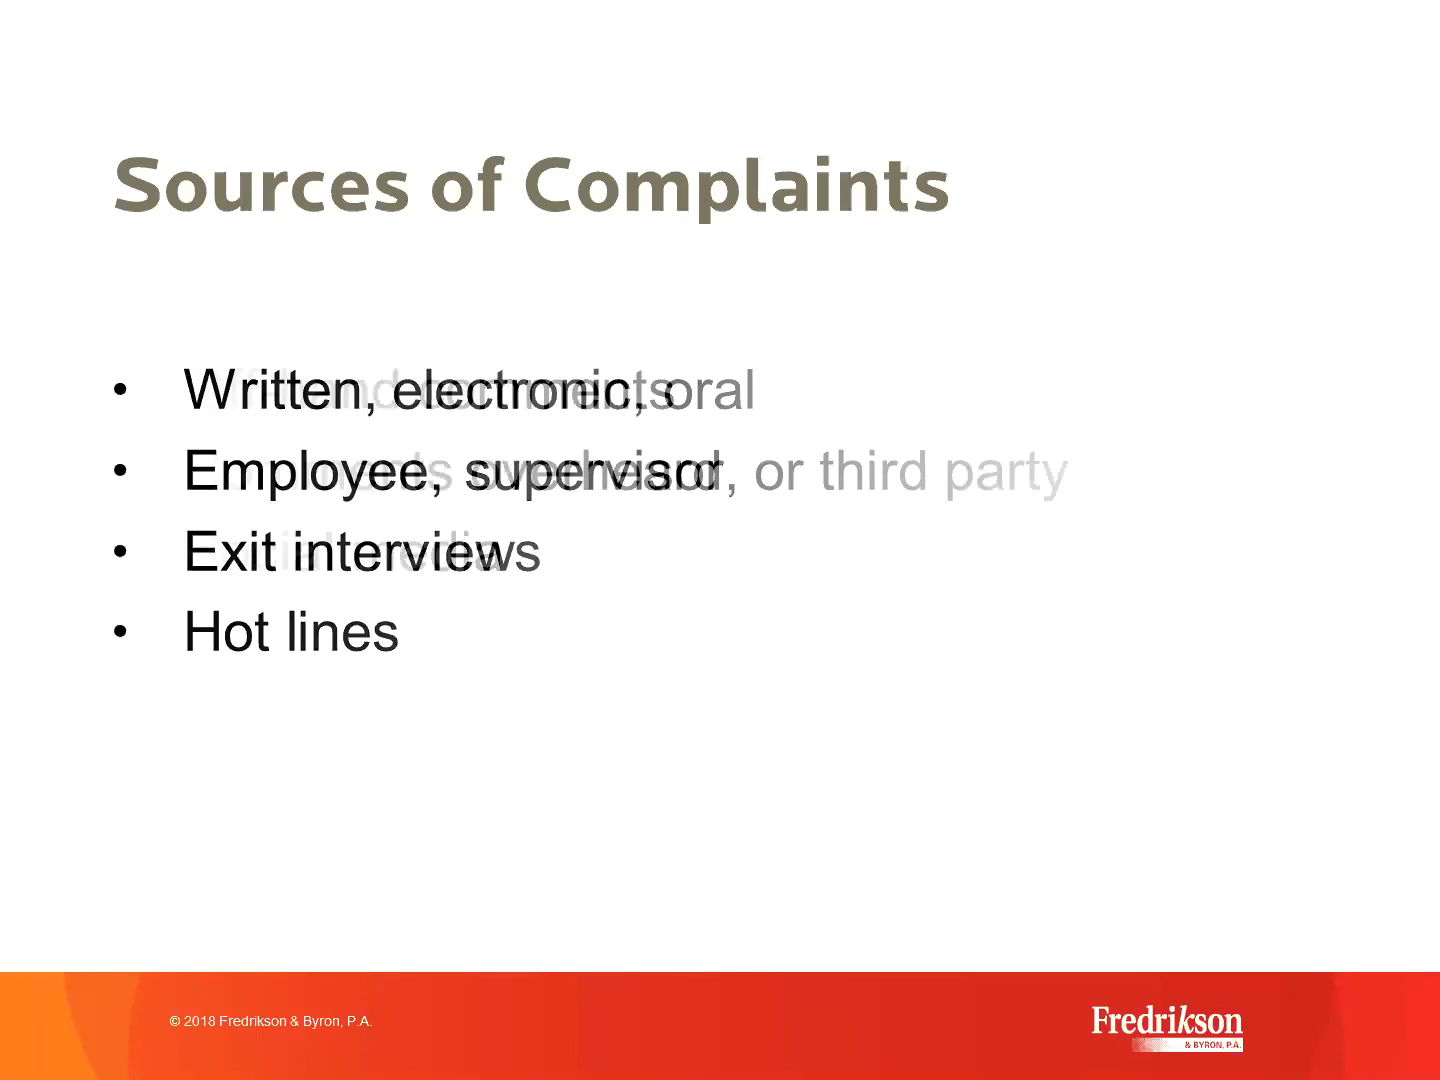 Sources of Complaints
• Written, electronic, oral
• Employee, supervisor, or third party
• Exit interviews
• Hot lines
© 2018 Fredrikson & Byron, P.A.
Fredrikson
& BYRON, P.A.